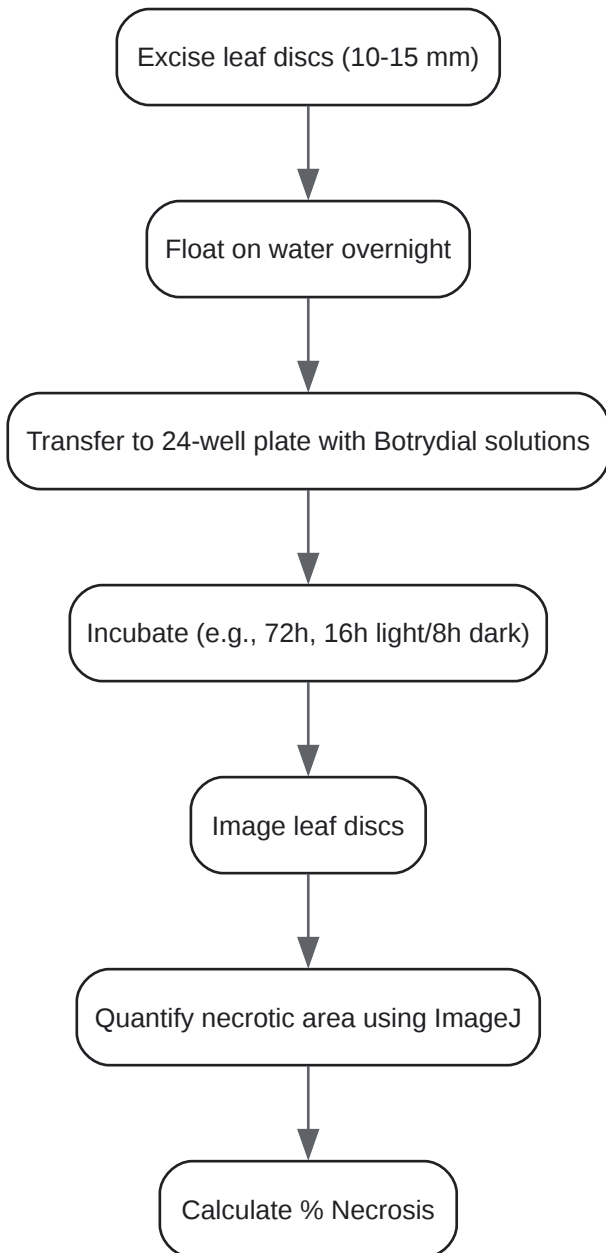 Excise leaf discs (10-15 mm)
Float on water overnight
Transfer to 24-well plate with Botrydial solutions
Incubate (e.g., 72h, 16h light/8h dark)
Image leaf discs
Quantify necrotic area using ImageJ
Calculate % Necrosis